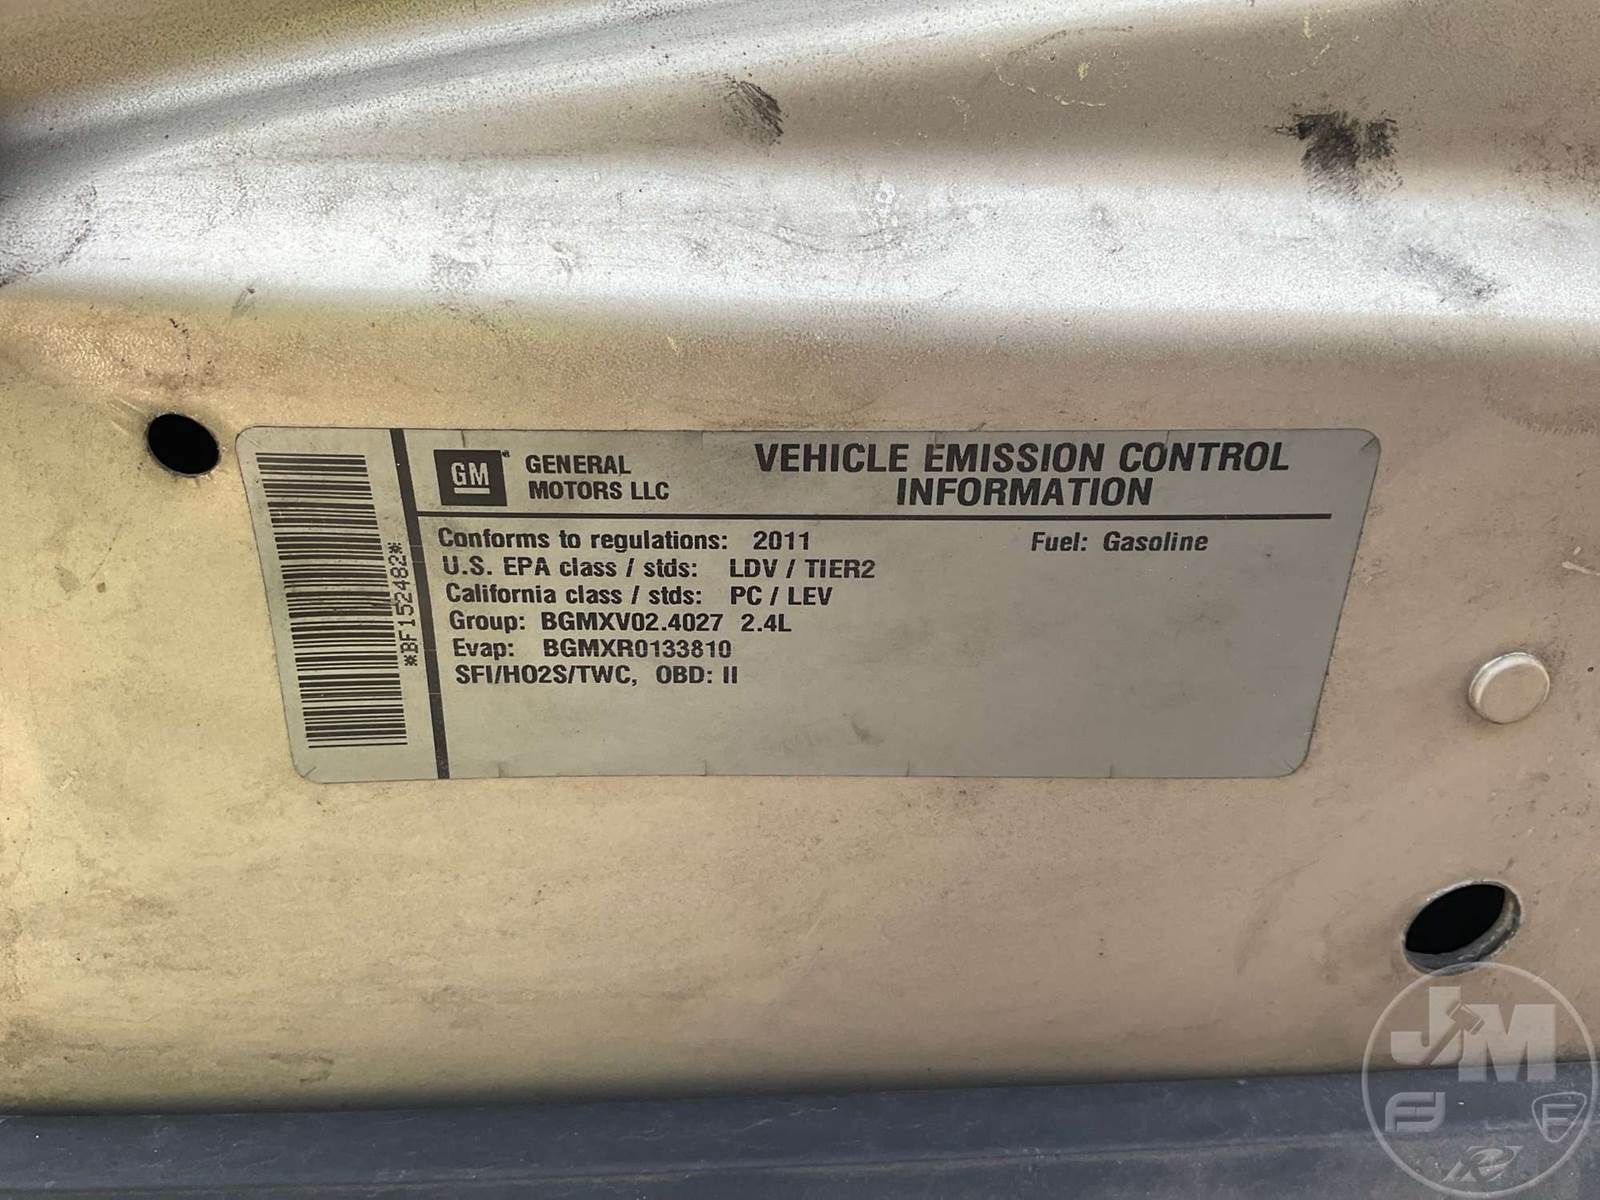 *BF152482*
GM
GENERAL
MOTORS LLC
VEHICLE EMISSION CONTROL
INFORMATION
Conforms to regulations: 2011
Fuel: Gasoline
U.S. EPA class / stds: LDV / TIER2
California class / stds: PC / LEV
Group: BGMXV02.4027 2.4L
Evap: BGMXR0133810
SFI/HO2S/TWC, OBD: II
JM